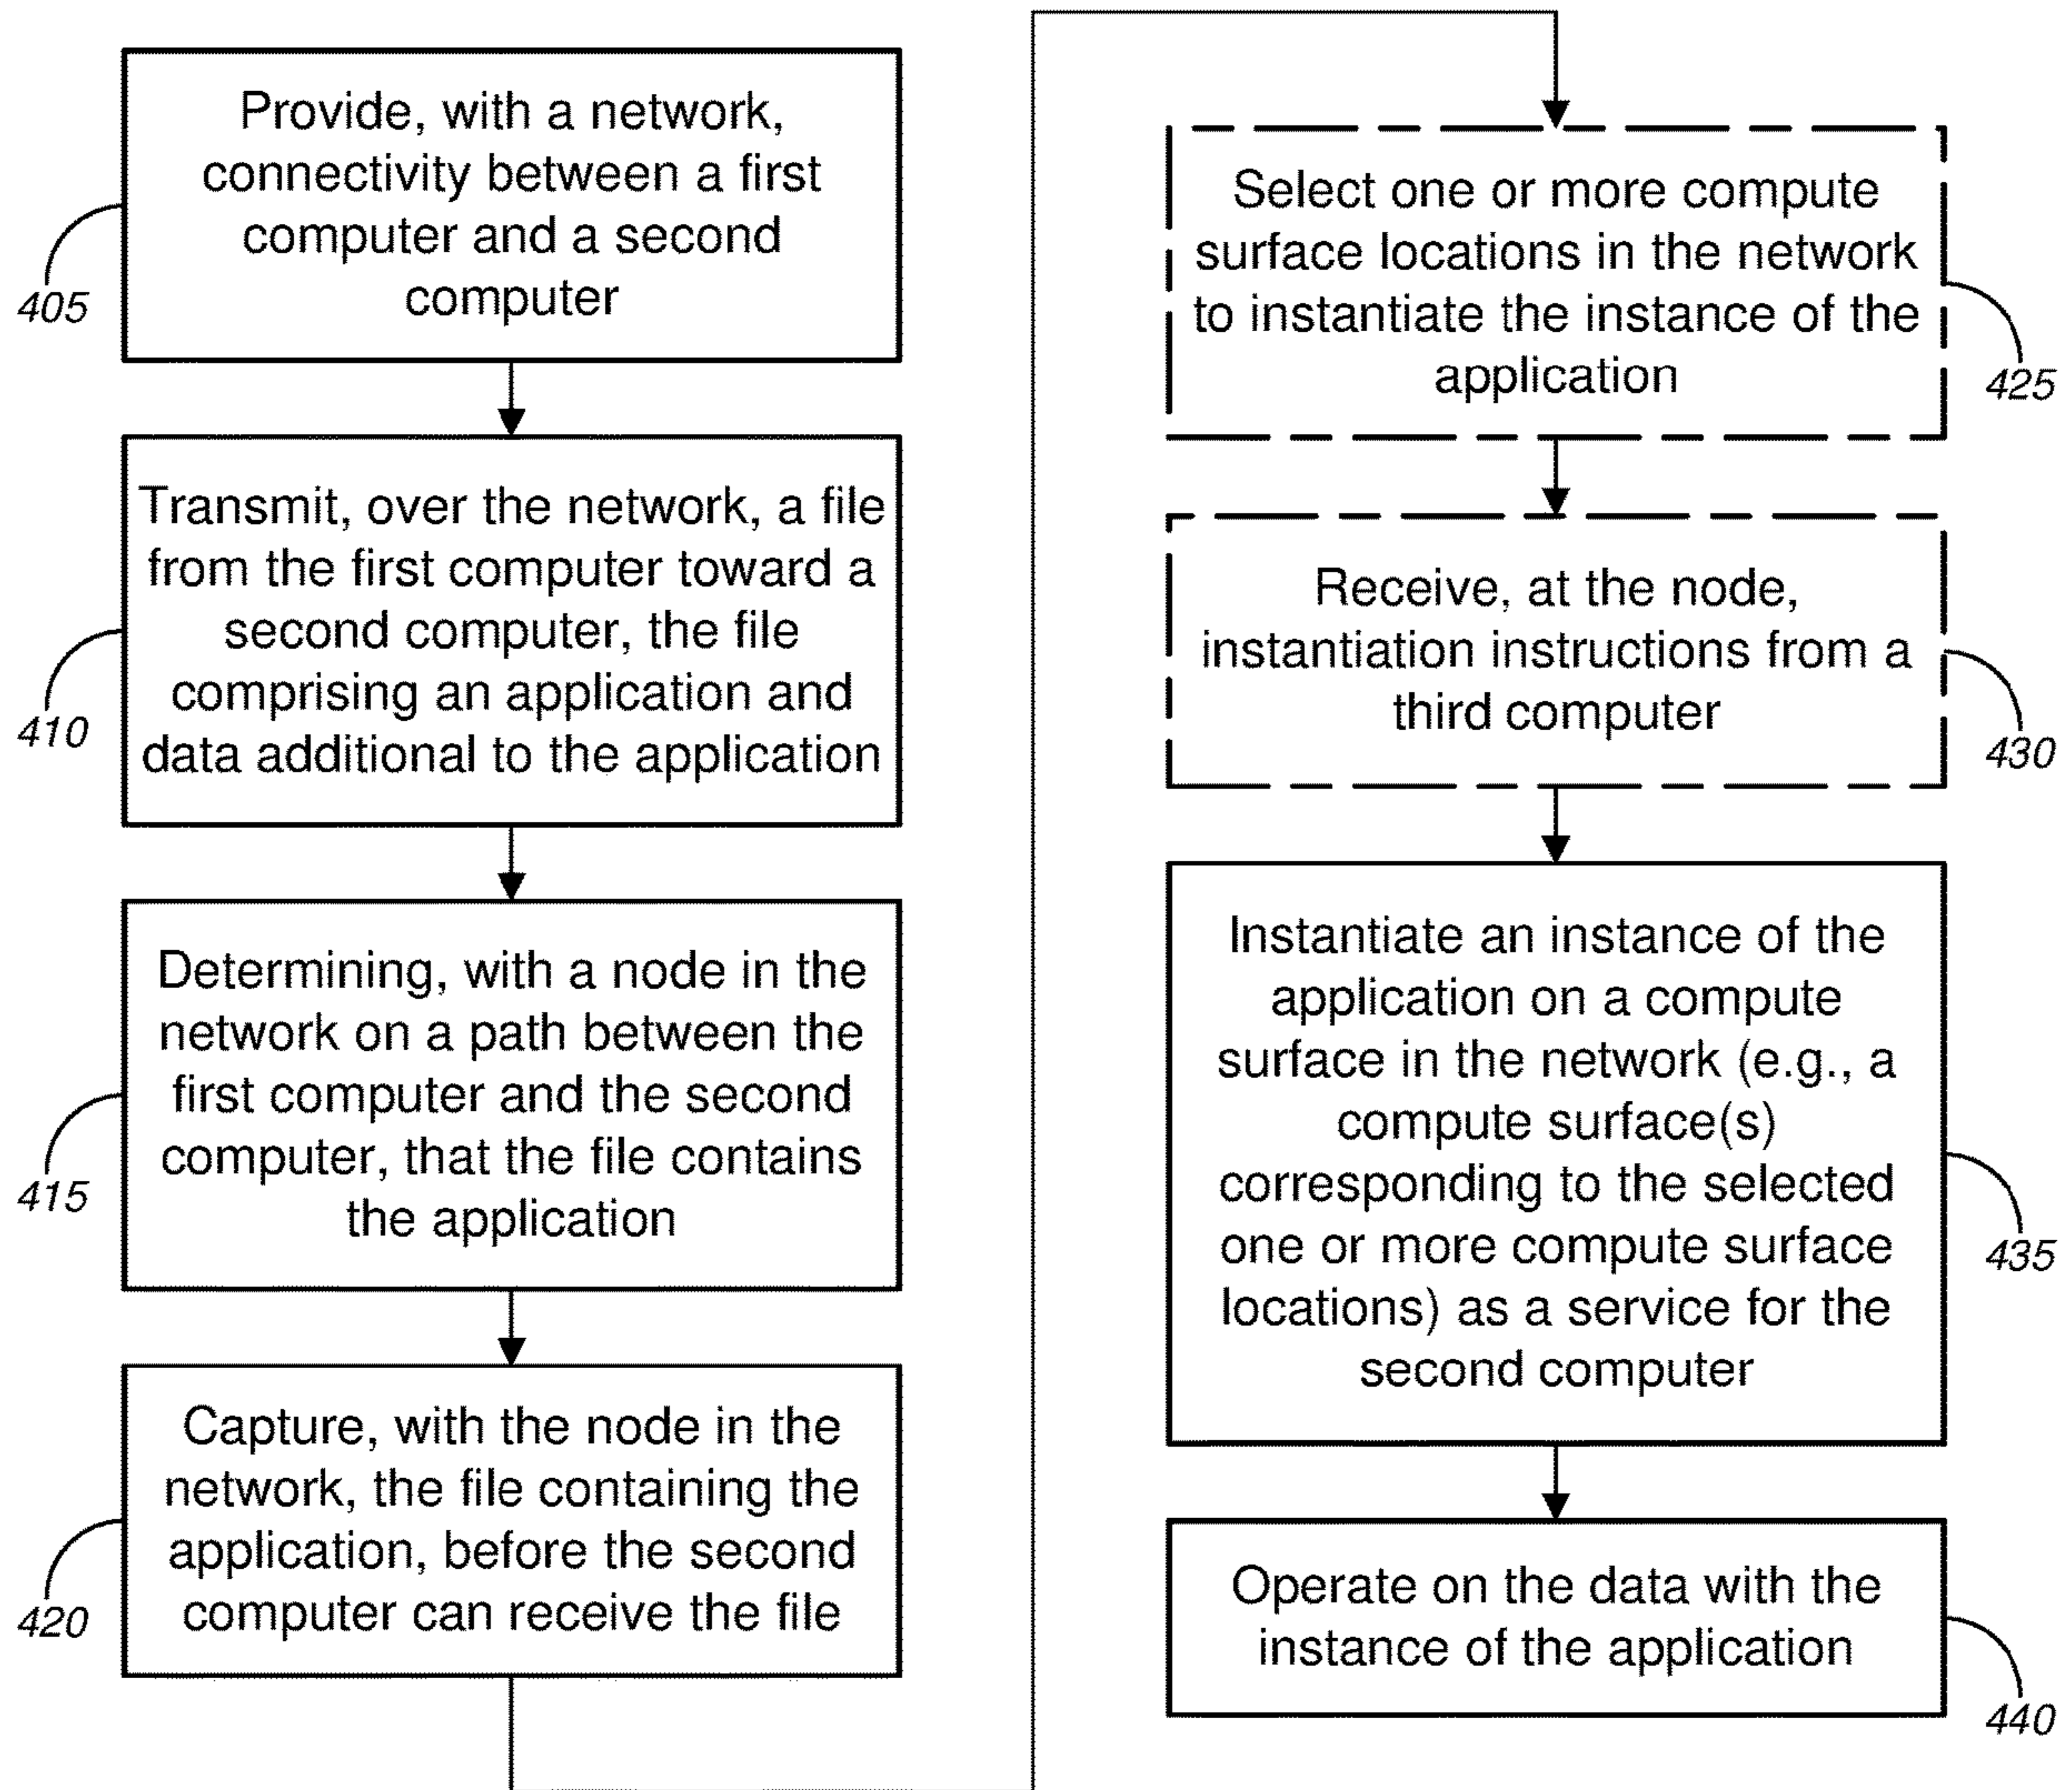 Provide, with a network,
connectivity between a first
computer and a second
computer
405
Transmit, over the network, a file
from the first computer toward a
second computer, the file
comprising an application and
data additional to the application
410
Determining, with a node in the
network on a path between the
first computer and the second
computer, that the file contains
the application
415
Capture, with the node in the
network, the file containing the
application, before the second
computer can receive the file
420
Select one or more compute
surface locations in the network
to instantiate the instance of the
application
425
Receive, at the node,
instantiation instructions from a
third computer
430
Instantiate an instance of the
application on a compute
surface in the network (e.g., a
compute surface(s)
corresponding to the selected
one or more compute surface
locations) as a service for the
second computer
435
Operate on the data with the
instance of the application
440